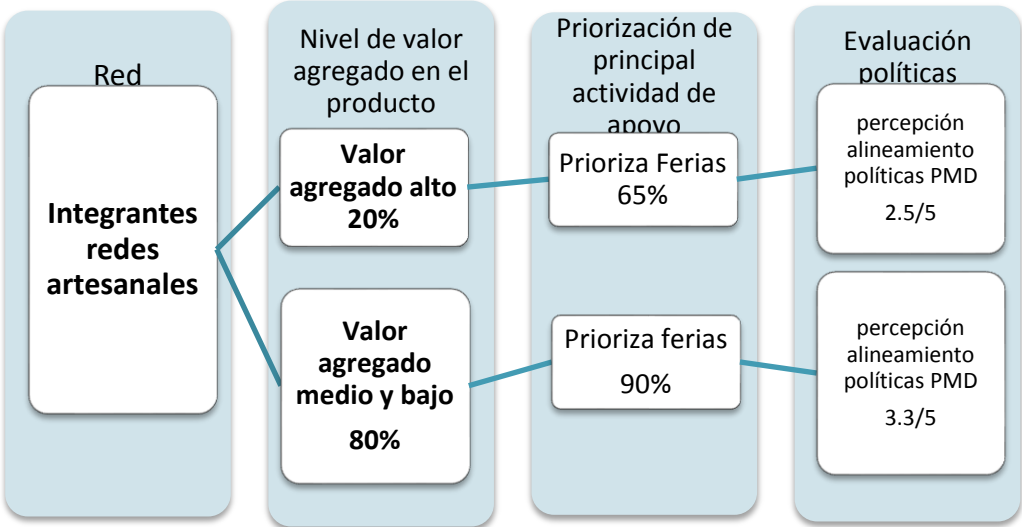 Red
Integrantes
redes
artesanales
Nivel de valor
agregado en el
producto
Valor
agregado alto
20%
Valor
agregado
medio y bajo
80%
Priorización de
principal
actividad de
apoyo
Prioriza Ferias
65%
Prioriza ferias
90%
Evaluación
políticas
percepción
alineamiento
políticas PMD
2.5/5
percepción
alineamiento
políticas PMD
3.3/5